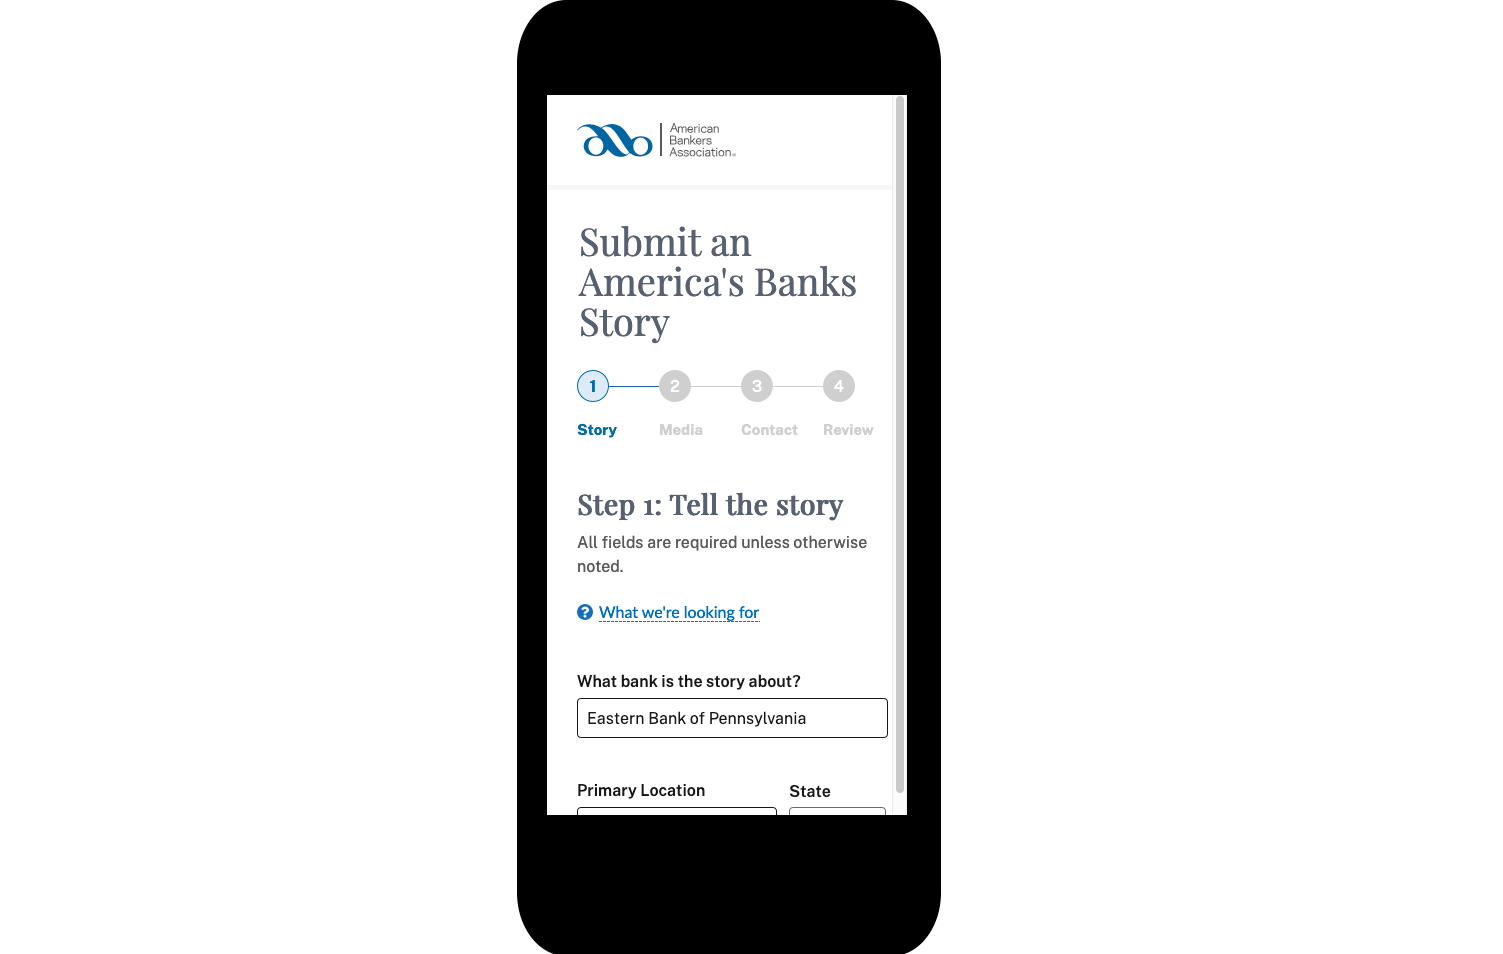 American
Bankers
Association®
Submit an
America's Banks
Story
1 2 3 4
Story Media Contact Review
Step 1: Tell the story
All fields are required unless otherwise
noted.
? What we're looking for
What bank is the story about?
Eastern Bank of Pennsylvania
Primary Location State